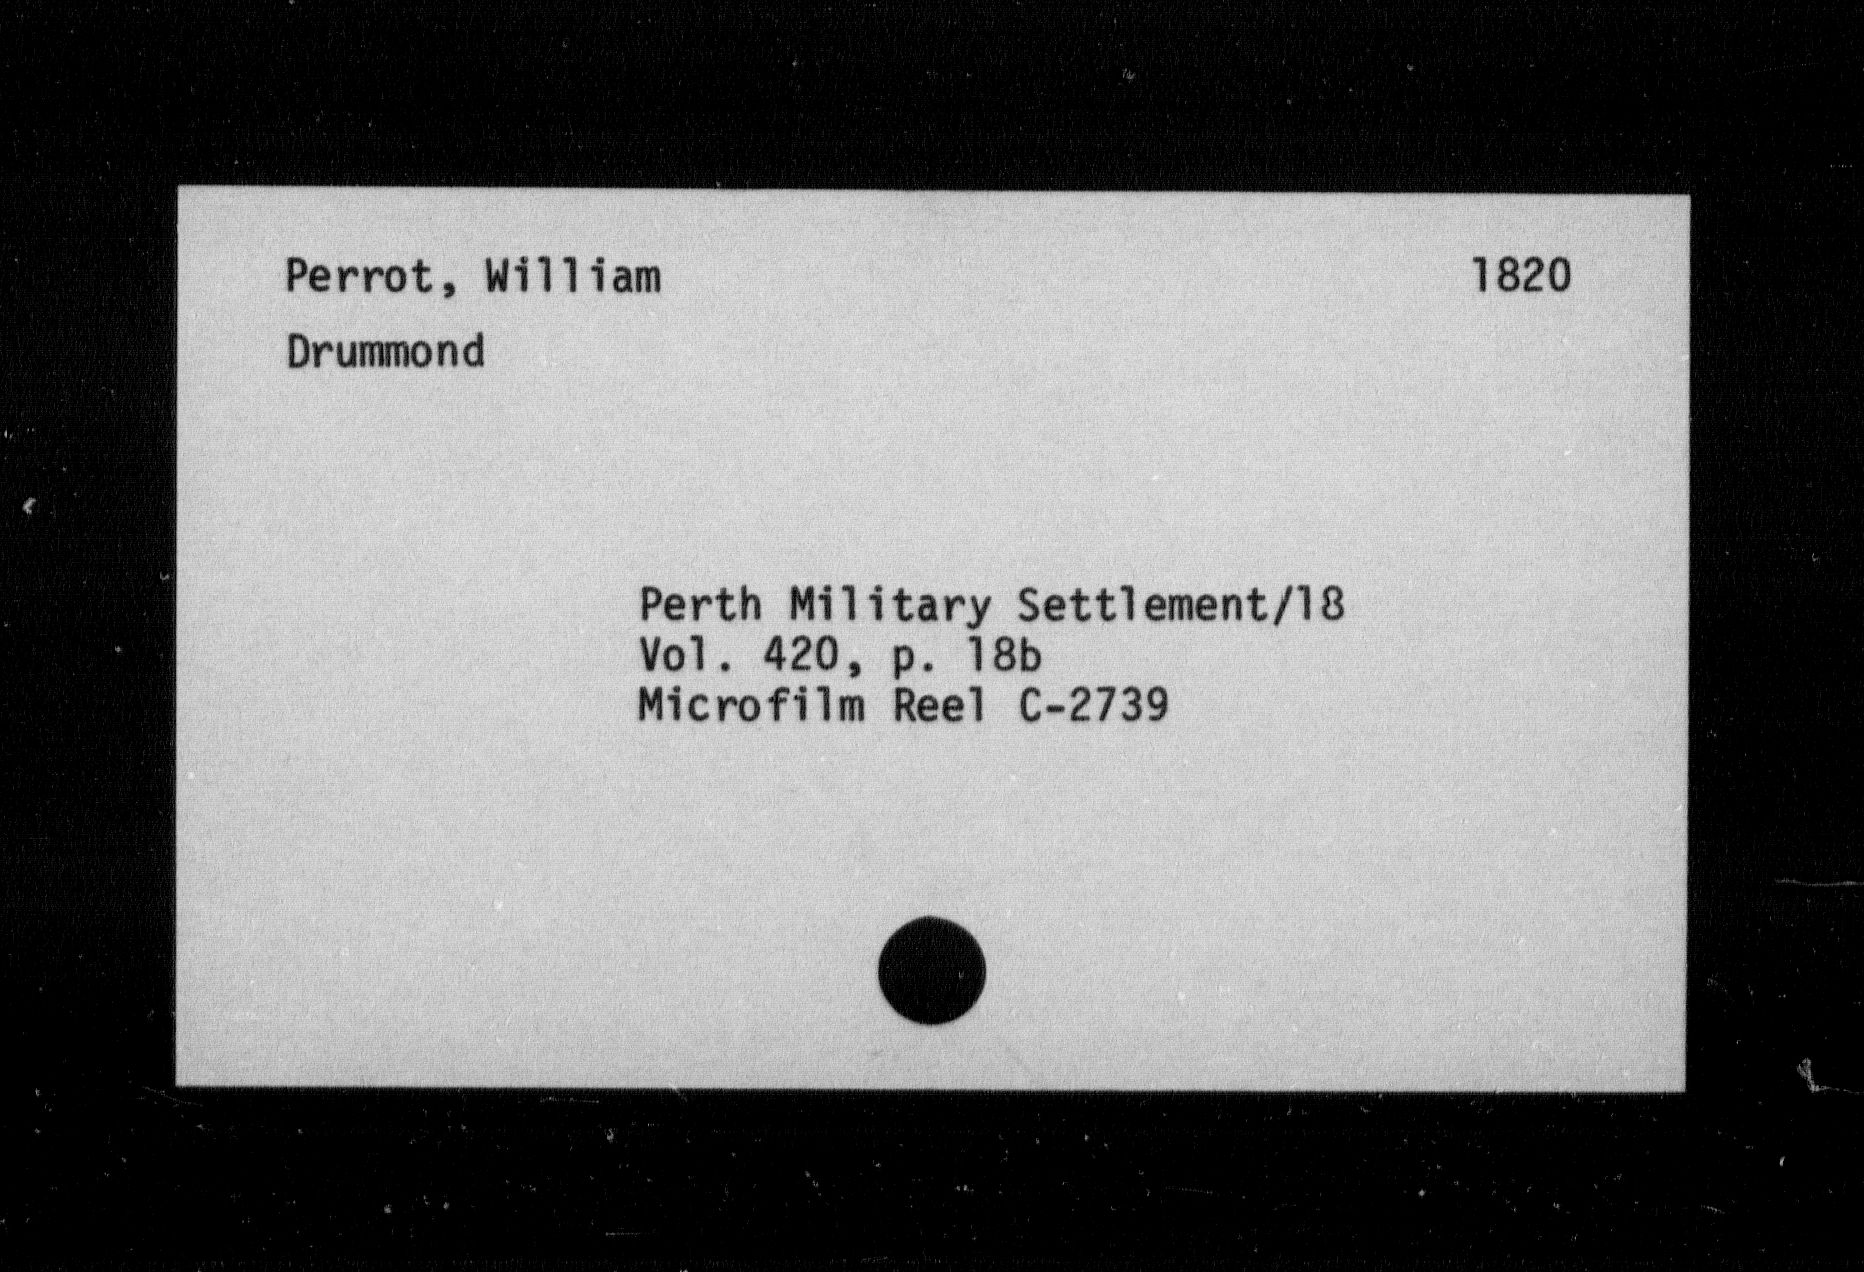 Perrot, William 1820
Drummond
Perth Military Settlement/18
Vol. 420, p. 18b
Microfilm Reel C-2739